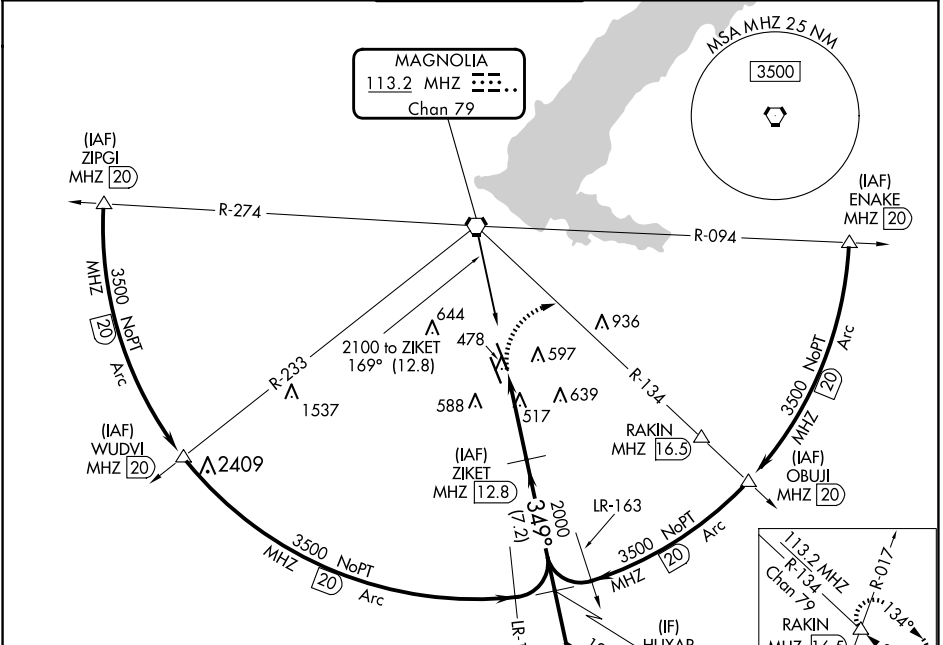 MAGNOLIA
113.2 MHZ
Chan 79
MSA MHZ 25 NM
3500
(IAF)
ZIPGI
MHZ 20
R-274
R-094
(IAF)
ENAKE
MHZ 20
3500 NoPT
MHZ 20 Arc
644
478
936
597
2100 to ZIKET
169° (12.8)
R-233
1537
588
517
639
R-134
3500 NoPT
MHZ 20 Arc
RAKIN
MHZ 16.5
(IAF)
WUDVI
MHZ 20
2409
(IAF)
ZIKET
MHZ 12.8
(IAF)
OBUJI
MHZ 20
349°
2000
(7.2)
LR-163
3500 NoPT
MHZ 20 Arc
3500 NoPT
MHZ 20 Arc
(IF)
113.2 MHZ
R-134
Chan 79
R-017
134°
RAKIN